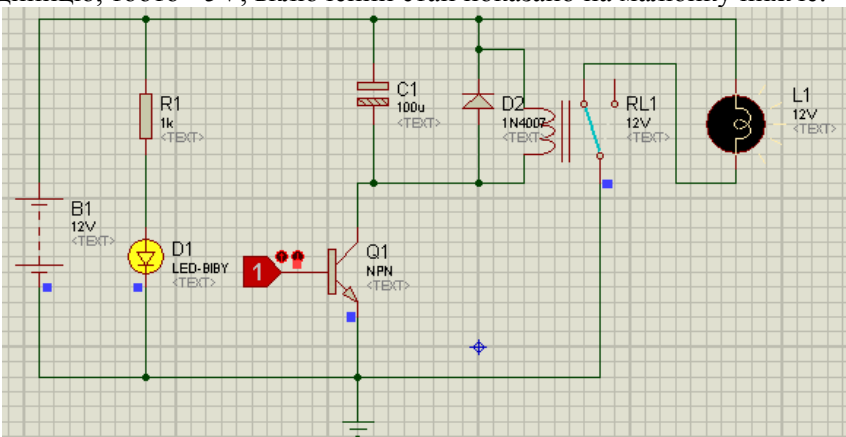 R1
1k
<TEXT>
C1
100u
<TEXT>
D2
1N4007
<TEXT>
RL1
12V
<TEXT>
L1
12V
<TEXT>
B1
12V
<TEXT>
D1
LED-BIBY
<TEXT>
1
Q1
NPN
<TEXT>